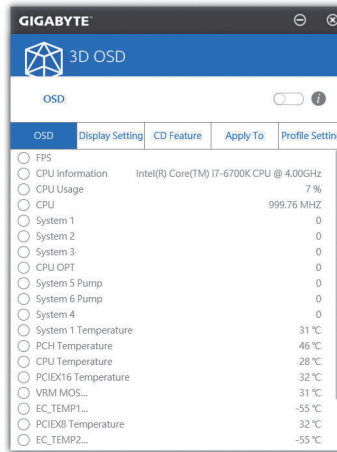 GIGABYTE™
3D OSD
OSD
OSD Display Setting CD Feature Apply To Profile Settin
FPS
CPU information Intel(R) Core(TM) i7-6700K CPU @ 4.00GHz
CPU Usage 7 %
CPU 999.76 MHZ
System 1 0
System 2 0
System 3 0
CPU OPT 0
System 5 Pump 0
System 6 Pump 0
System 4 0
System 1 Temperature 31 °C
PCH Temperature 46 °C
CPU Temperature 28 °C
PCIEX16 Temperature 32 °C
VRM MOS... 31 °C
EC_TEMP1... -55 °C
PCIEX8 Temperature 32 °C
EC_TEMP2... -55 °C